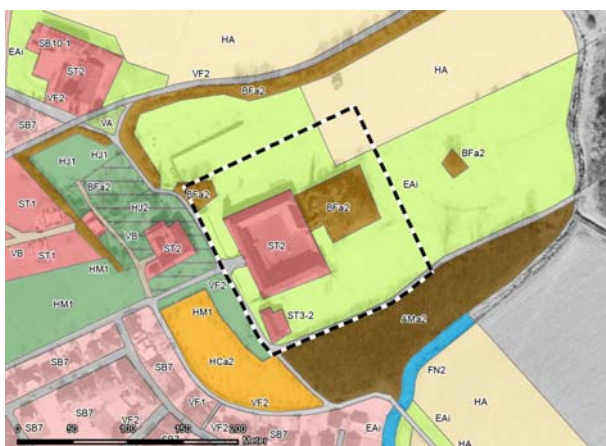 HA
EAi
SB10-1
ST2
VF2
HA
VF2
BFa2
SB7
VA
HJ1
HJ1
BFa2
BFa2
BFa2
EAi
BFa2
ST1
HJ2
VB
ST2
ST2
VB
ST1
HM1
VF2
ST3-2
HM1
AMa2
HCa2
SB7
FN2
SB7
HA
VF1
VF2
SB7
VF2
EAi
HA
0 50 100 150 200
SB7
SB7
SB7
EAi
Meter